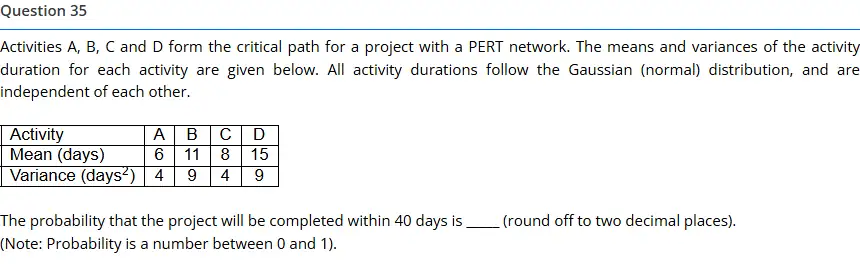 Question 35
Activities A, B, C and D form the critical path for a project with a PERT network. The means and variances of the activity
duration for each activity are given below. All activity durations follow the Gaussian (normal) distribution, and are
independent of each other.
Activity A B C D
Mean (days) 6 11 8 15
Variance (days²) 4 9 4 9
The probability that the project will be completed within 40 days is _____ (round off to two decimal places).
(Note: Probability is a number between 0 and 1).